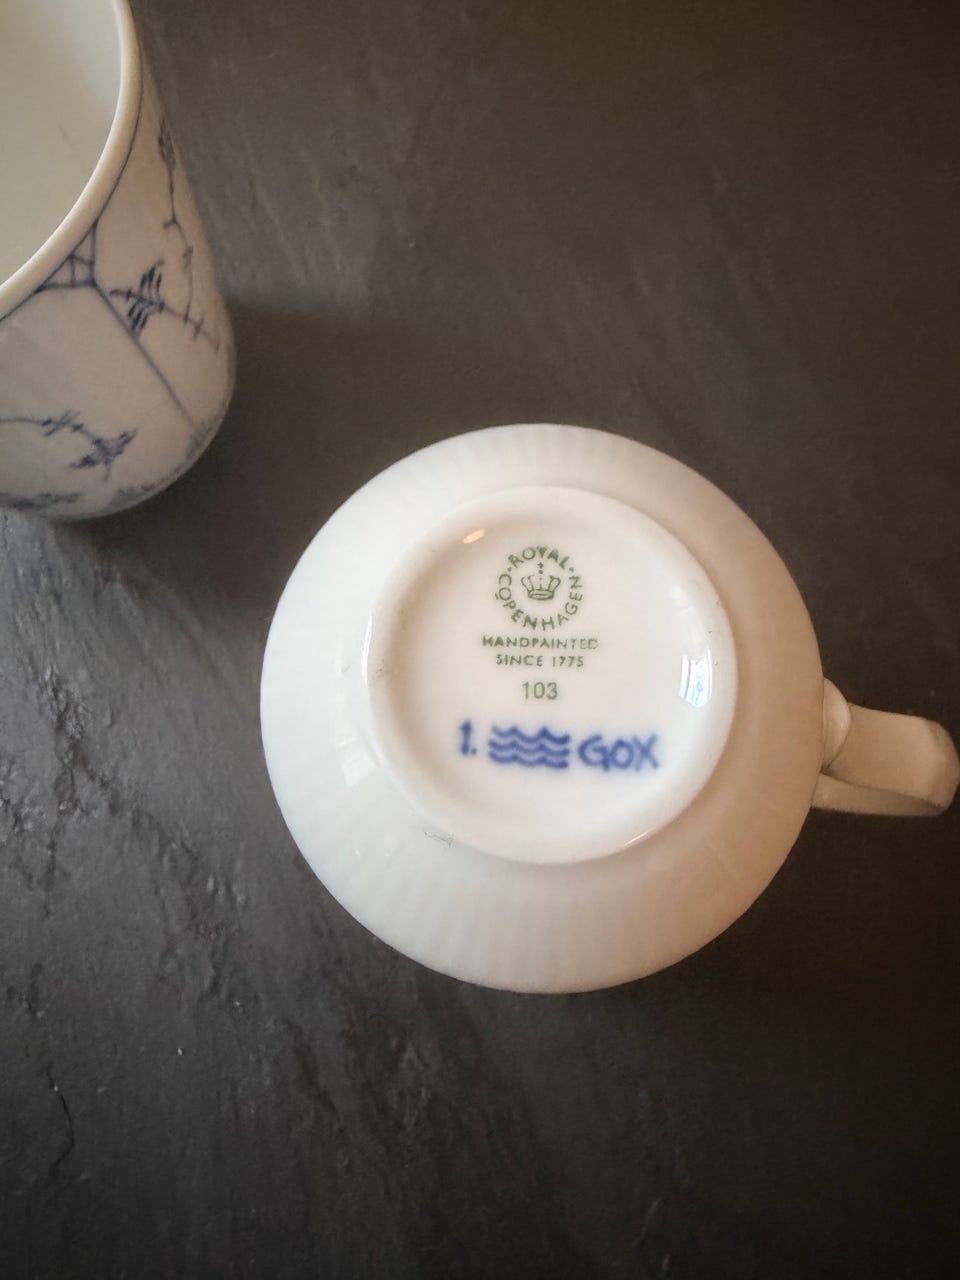 ROYAL
COPENHAGEN
HANDPAINTED
SINCE 1775
103
1. GOX